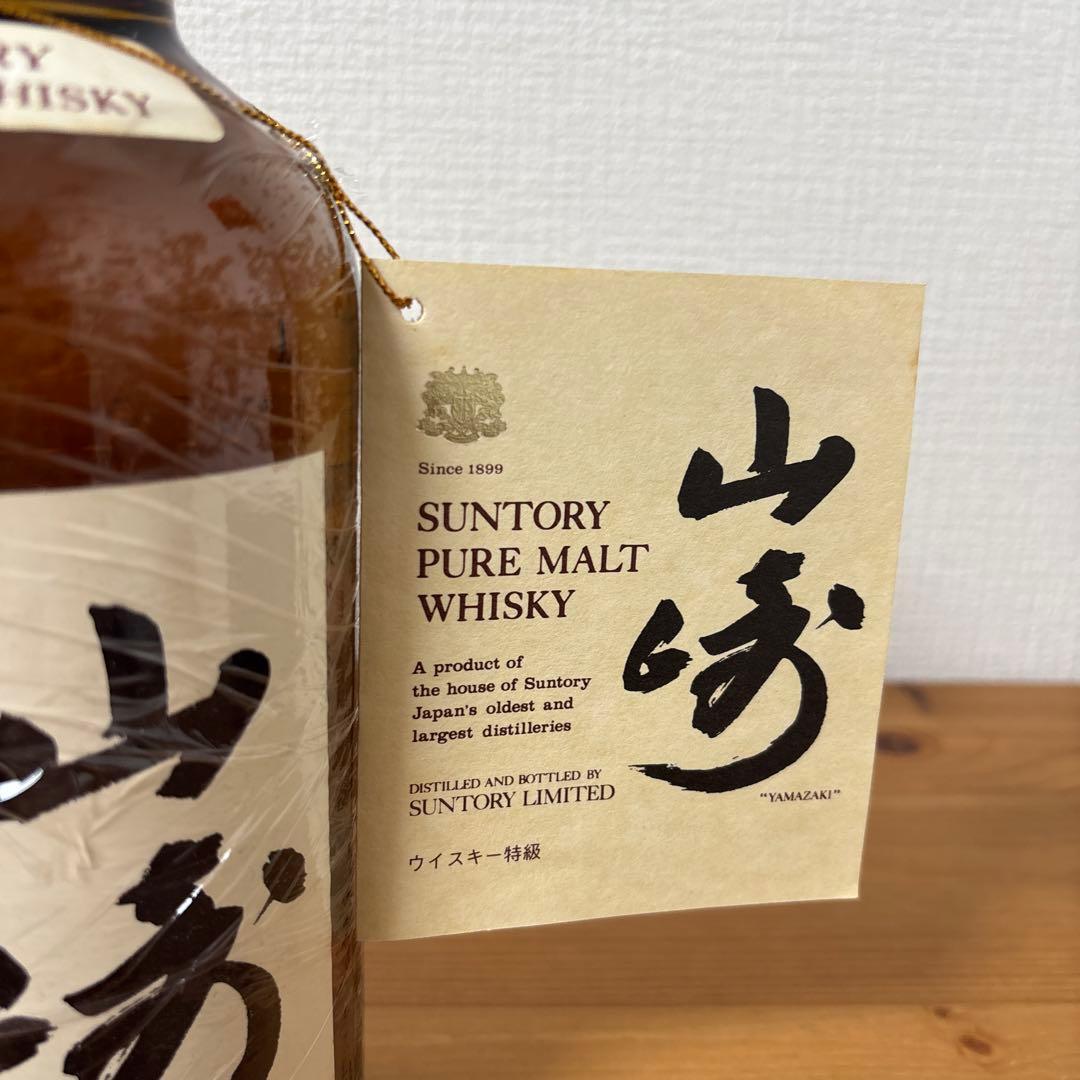 RY
HISKY
Since 1899
SUNTORY
PURE MALT
WHISKY
A product of
the house of Suntory
Japan's oldest and
largest distilleries
DISTILLED AND BOTTLED BY
SUNTORY LIMITED
ウイスキー特級
山崎
"YAMAZAKI"
山崎